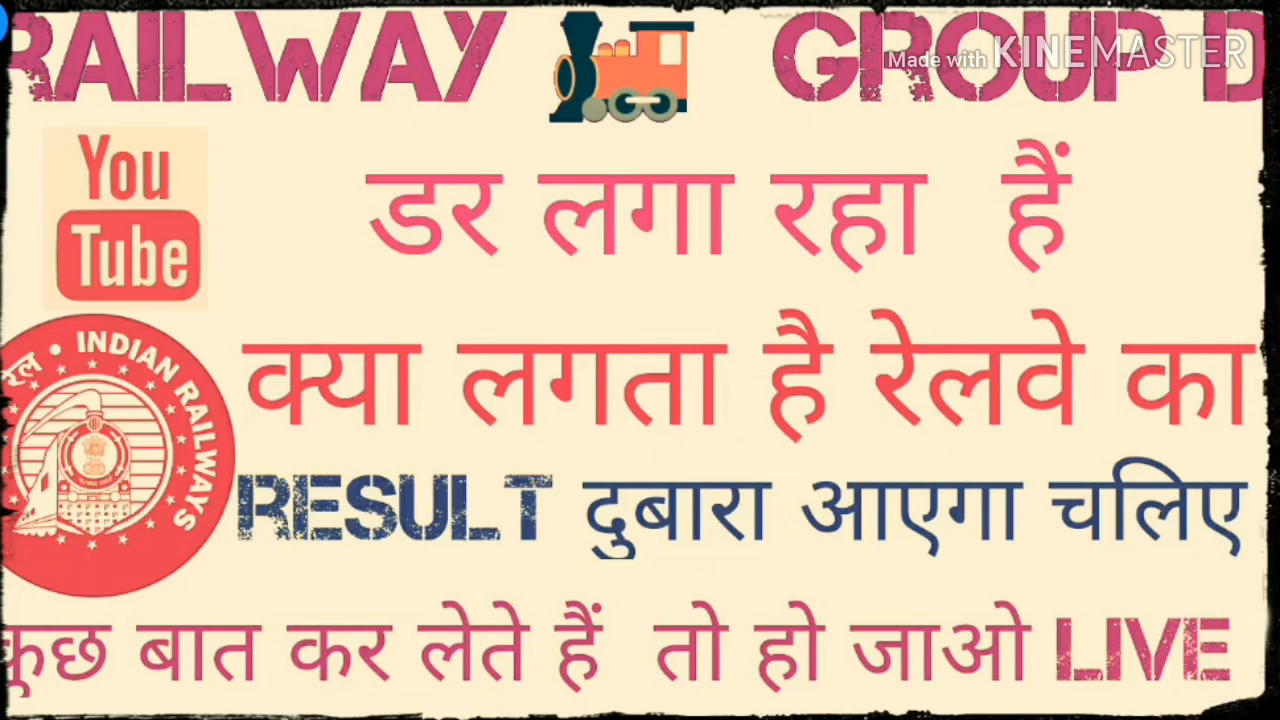 RAILWAY GROUP D
Made with KINEMASTER
You
Tube
डर लगा रहा हैं
रेल • INDIAN RAILWAYS
क्या लगता है रेलवे का
RESULT दुबारा आएगा चलिए
कुछ बात कर लेते हैं तो हो जाओ LIVE